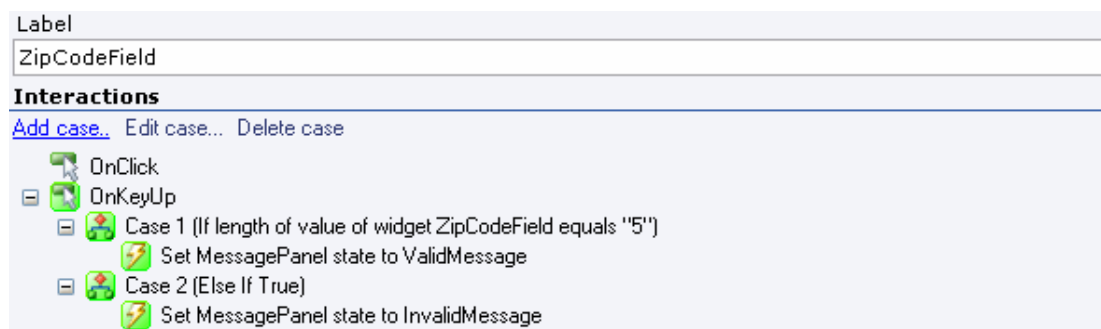 Label
ZipCodeField
Interactions
Add case.. Edit case... Delete case
OnClick
OnKeyUp
Case 1 (If length of value of widget ZipCodeField equals "5")
Set MessagePanel state to ValidMessage
Case 2 (Else If True)
Set MessagePanel state to InvalidMessage